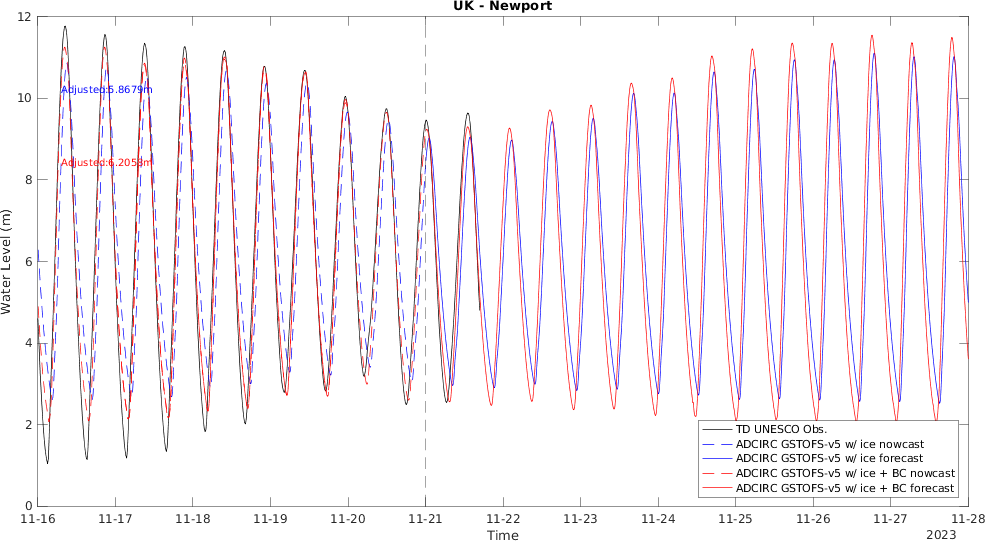 UK - Newport
12
10
8
6
4
2
0
Water Level (m)
Adjusted:5.8679m
Adjusted:6.2053m
TD UNESCO Obs.
ADCIRC GSTOFS-v5 w/ ice nowcast
ADCIRC GSTOFS-v5 w/ ice forecast
ADCIRC GSTOFS-v5 w/ ice + BC nowcast
ADCIRC GSTOFS-v5 w/ ice + BC forecast
11-16 11-17 11-18 11-19 11-20 11-21 11-22 11-23 11-24 11-25 11-26 11-27 11-28
Time
2023